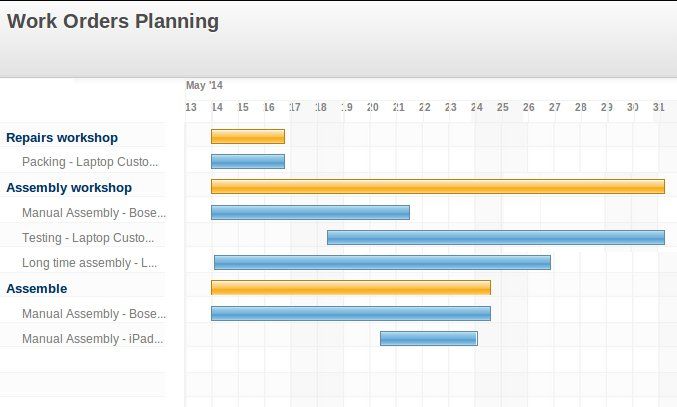 Work Orders Planning
May '14
13 14 15 16 17 18 19 20 21 22 23 24 25 26 27 28 29 30 31
Repairs workshop
Packing - Laptop Custo...
Assembly workshop
Manual Assembly - Bose...
Testing - Laptop Custo...
Long time assembly - L...
Assemble
Manual Assembly - Bose...
Manual Assembly - iPad...